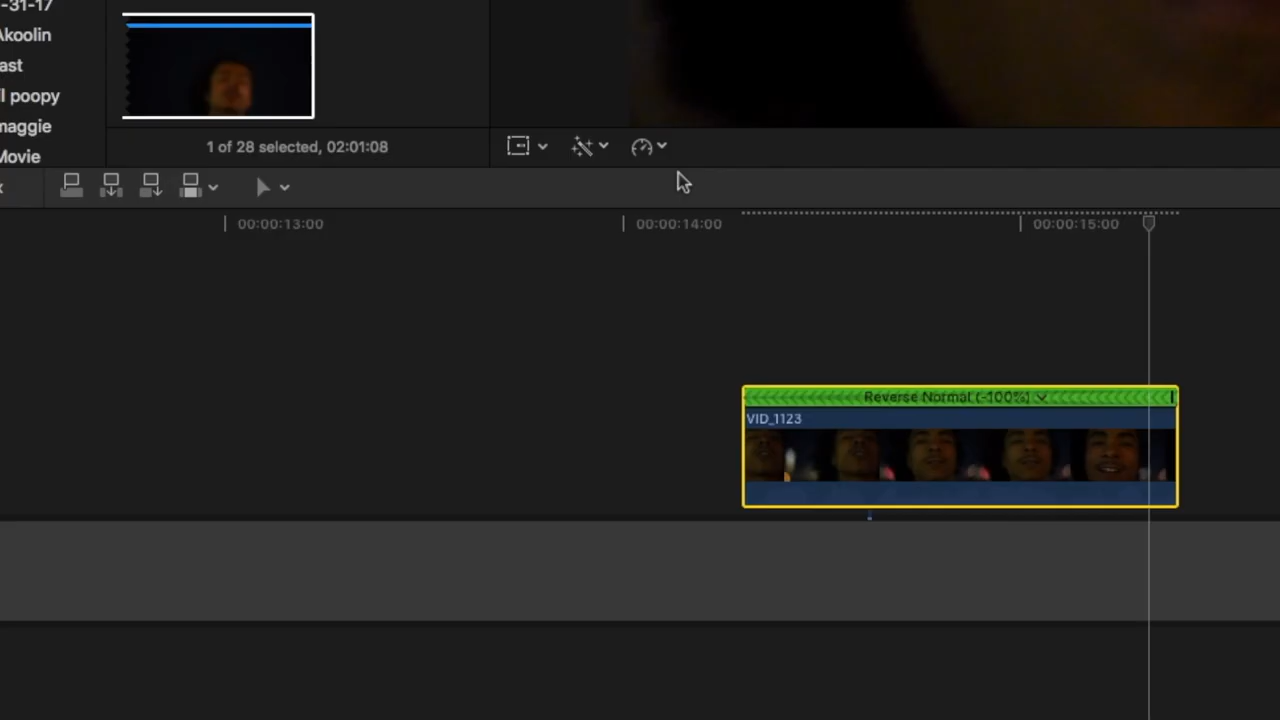 -31-17
Akoolin
ast
l poopy
maggie
Movie
1 of 28 selected, 02:01:08
x
00:00:13:00
00:00:14:00
00:00:15:00
Reverse Normal (-100%)
VID_1123